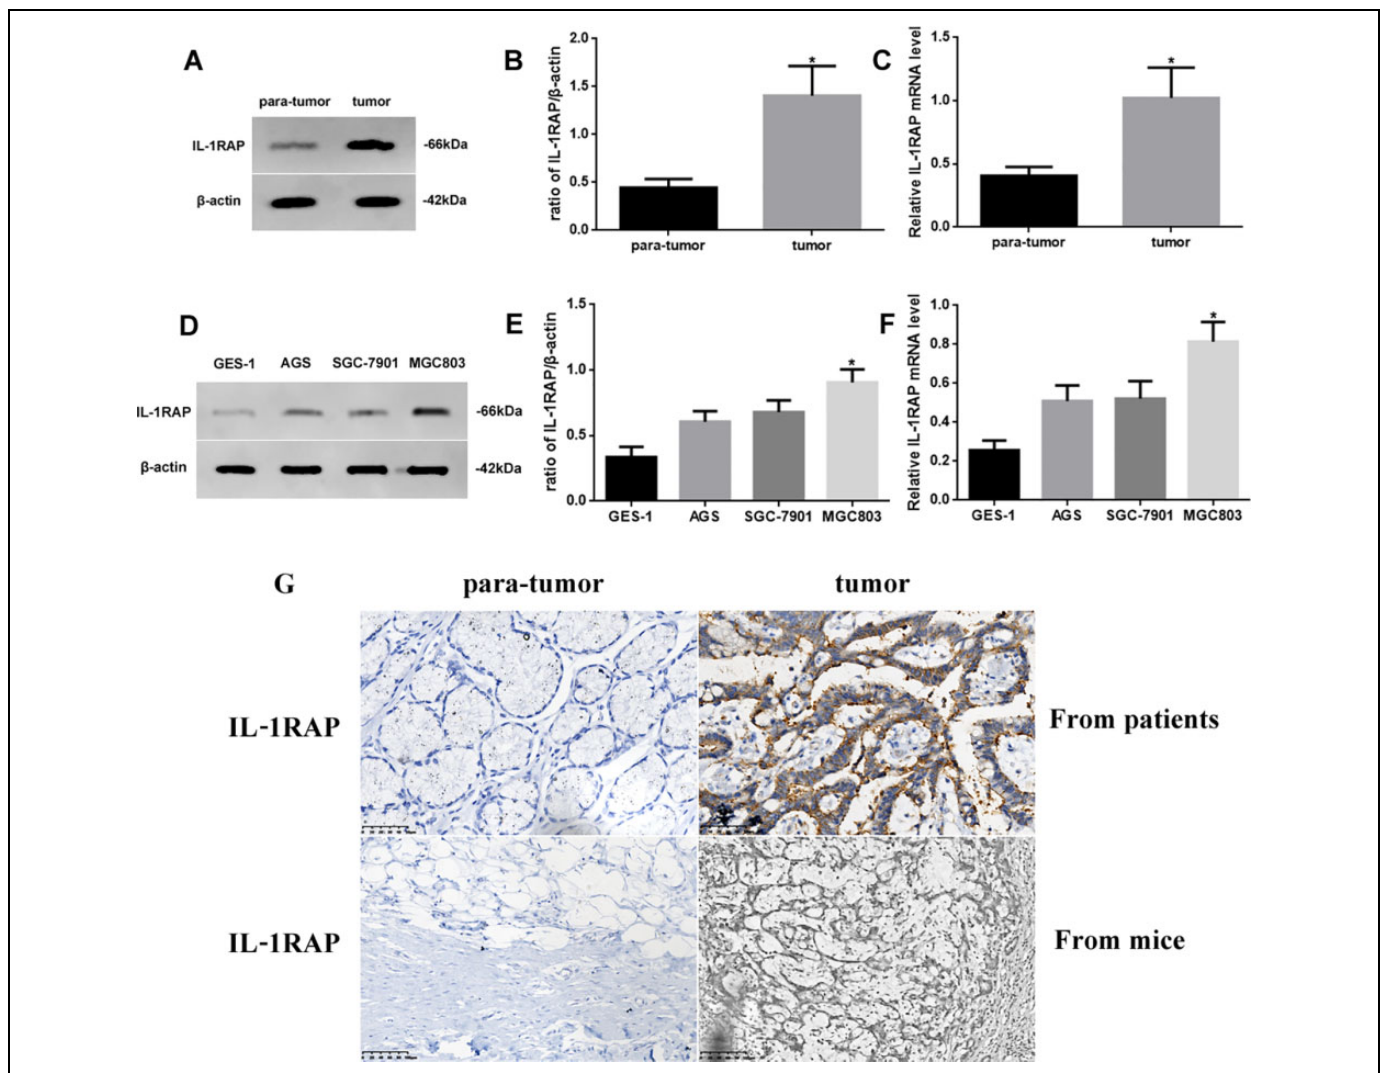 A
para-tumor tumor
IL-1RAP -66kDa
β-actin -42kDa
B
ratio of IL-1RAP/β-actin
2.0
1.5
1.0
0.5
0.0
*
para-tumor tumor
C
Relative IL-1RAP mRNA level
1.5
1.0
0.5
0.0
*
para-tumor tumor
D
GES-1 AGS SGC-7901 MGC803
IL-1RAP -66kDa
β-actin -42kDa
E
ratio of IL-1RAP/β-actin
1.5
1.0
0.5
0.0
*
GES-1 AGS SGC-7901 MGC803
F
Relative IL-1RAP mRNA level
1.0
0.8
0.6
0.4
0.2
0.0
*
GES-1 AGS SGC-7901 MGC803
G para-tumor tumor
IL-1RAP From patients
IL-1RAP From mice